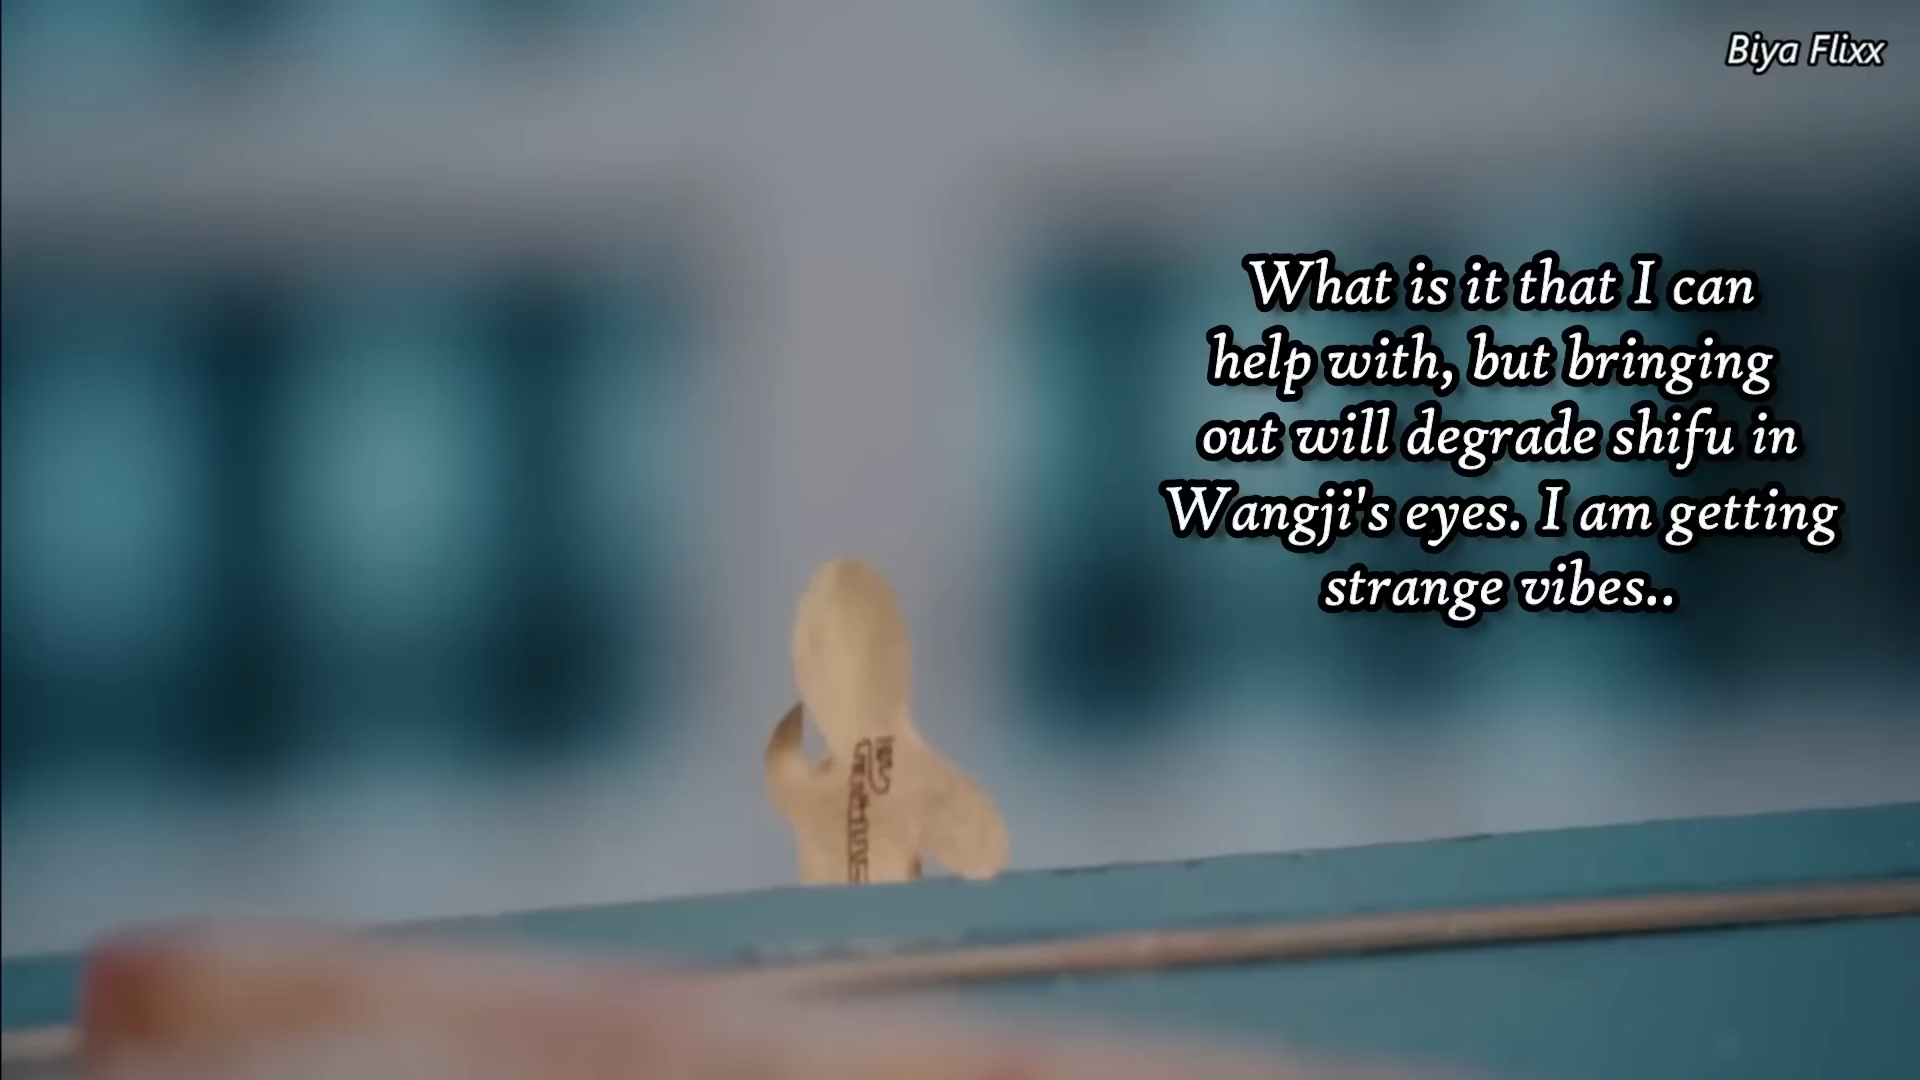 Biya Flixx
What is it that I can
help with, but bringing
out will degrade shifu in
Wangji's eyes. I am getting
strange vibes..